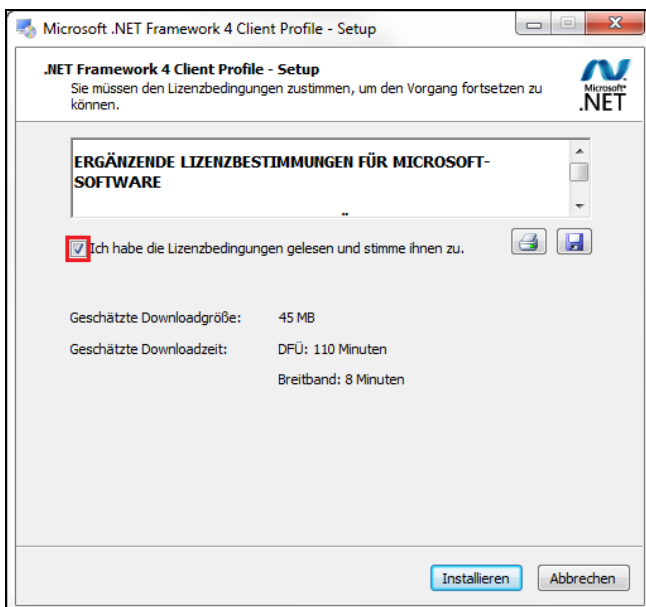 Microsoft .NET Framework 4 Client Profile - Setup
.NET Framework 4 Client Profile - Setup
Sie müssen den Lizenzbedingungen zustimmen, um den Vorgang fortsetzen zu
können.
Microsoft
.NET
ERGÄNZENDE LIZENZBESTIMMUNGEN FÜR MICROSOFT-
SOFTWARE
Ich habe die Lizenzbedingungen gelesen und stimme ihnen zu.
Geschätzte Downloadgröße: 45 MB
Geschätzte Downloadzeit: DFÜ: 110 Minuten
Breitband: 8 Minuten
Installieren Abbrechen